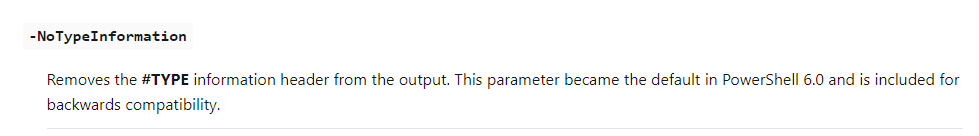 -NoTypeInformation
Removes the #TYPE information header from the output. This parameter became the default in PowerShell 6.0 and is included for
backwards compatibility.